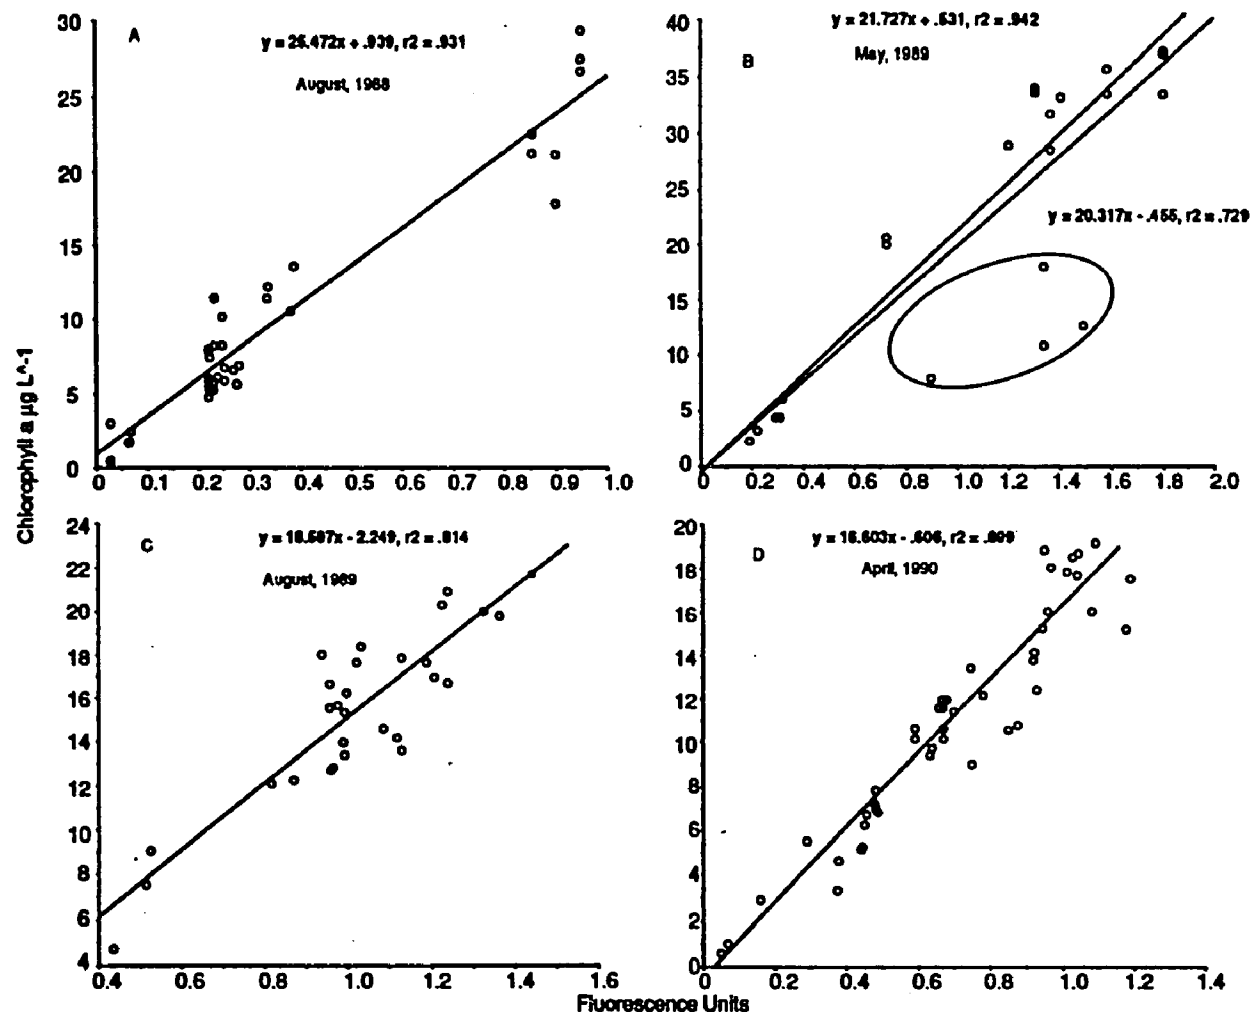 A
y = 25.472x + .939, r2 = .931
August, 1988
30
25
20
15
10
5
0
0 0.1 0.2 0.3 0.4 0.5 0.6 0.7 0.8 0.9 1.0
B
y = 21.727x + .531, r2 = .942
May, 1989
y = 20.317x - .455, r2 = .729
40
35
30
25
20
15
10
5
0
0 0.2 0.4 0.6 0.8 1.0 1.2 1.4 1.6 1.8 2.0
Chlorophyll a µg L^-1
C
y = 18.597x - 2.249, r2 = .814
August, 1989
24
22
20
18
16
14
12
10
8
6
4
0.4 0.6 0.8 1.0 1.2 1.4 1.6
D
y = 16.603x - .606, r2 = .899
April, 1990
20
18
16
14
12
10
8
6
4
2
0
0 0.2 0.4 0.6 0.8 1.0 1.2 1.4
Fluorescence Units